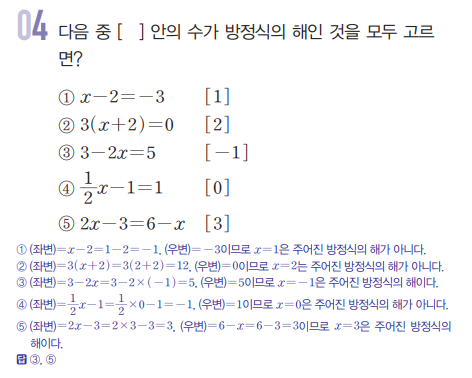 04 다음 중 [ ] 안의 수가 방정식의 해인 것을 모두 고르
면?
① x-2=-3 [1]
② 3(x+2)=0 [2]
③ 3-2x=5 [-1]
④ 1/2x-1=1 [0]
⑤ 2x-3=6-x [3]
① (좌변)=x-2=1-2=-1, (우변)=-3이므로 x=1은 주어진 방정식의 해가 아니다.
② (좌변)=3(x+2)=3(2+2)=12, (우변)=0이므로 x=2는 주어진 방정식의 해가 아니다.
③ (좌변)=3-2x=3-2×(-1)=5, (우변)=5이므로 x=-1은 주어진 방정식의 해이다.
④ (좌변)=1/2x-1=1/2×0-1=-1, (우변)=1이므로 x=0은 주어진 방정식의 해가 아니다.
⑤ (좌변)=2x-3=2×3-3=3, (우변)=6-x=6-3=3이므로 x=3은 주어진 방정식의
해이다.
답 ③, ⑤